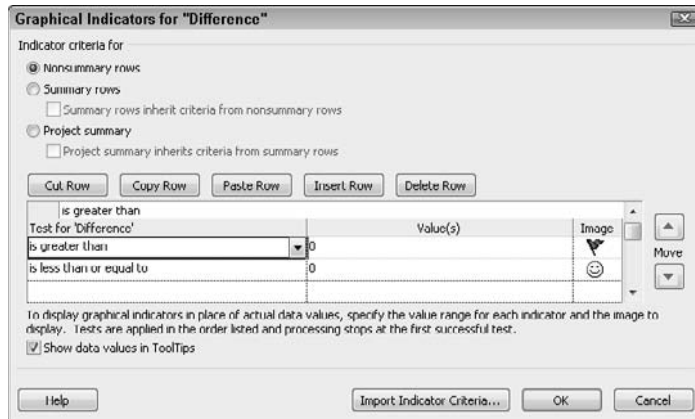 Graphical Indicators for "Difference"
Indicator criteria for
Nonsummary rows
Summary rows
Summary rows inherit criteria from nonsummary rows
Project summary
Project summary inherits criteria from summary rows
Cut Row Copy Row Paste Row Insert Row Delete Row
is greater than
Test for 'Difference' Value(s) Image
is greater than 0
Move
is less than or equal to 0
To display graphical indicators in place of actual data values, specify the value range for each indicator and the image to
display. Tests are applied in the order listed and processing stops at the first successful test.
Show data values in ToolTips
Help Import Indicator Criteria... OK Cancel